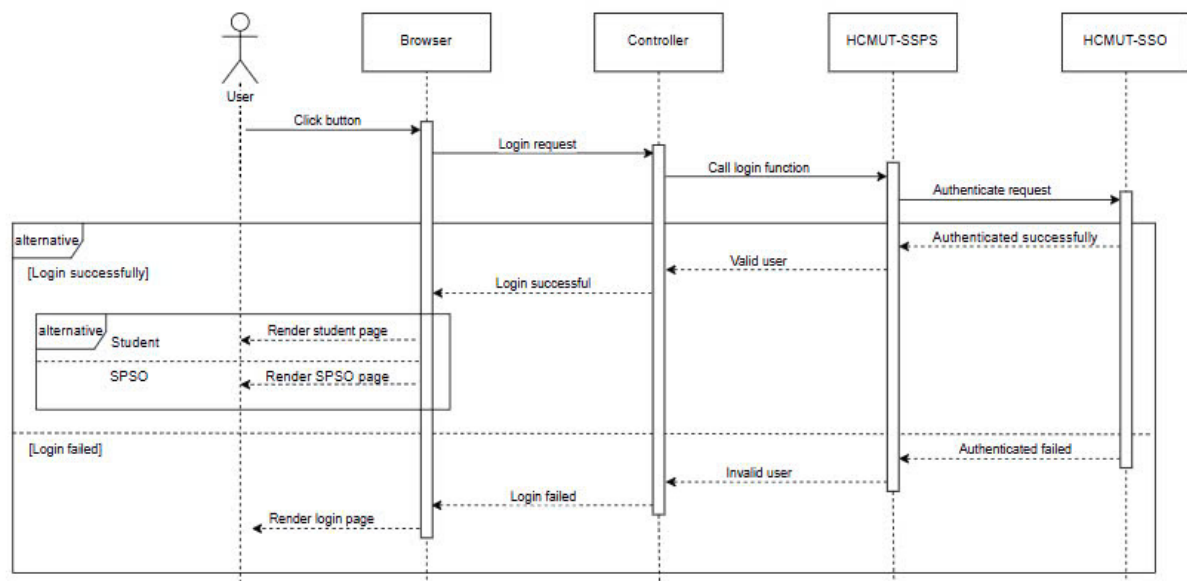 Browser
Controller
HCMUT-SSPS
HCMUT-SSO
User
Click button
Login request
Call login function
Authenticate request
alternative
Authenticated successfully
[Login successfully]
Valid user
Login successful
alternative
Render student page
Student
SPSO
Render SPSO page
[Login failed]
Authenticated failed
Invalid user
Login failed
Render login page